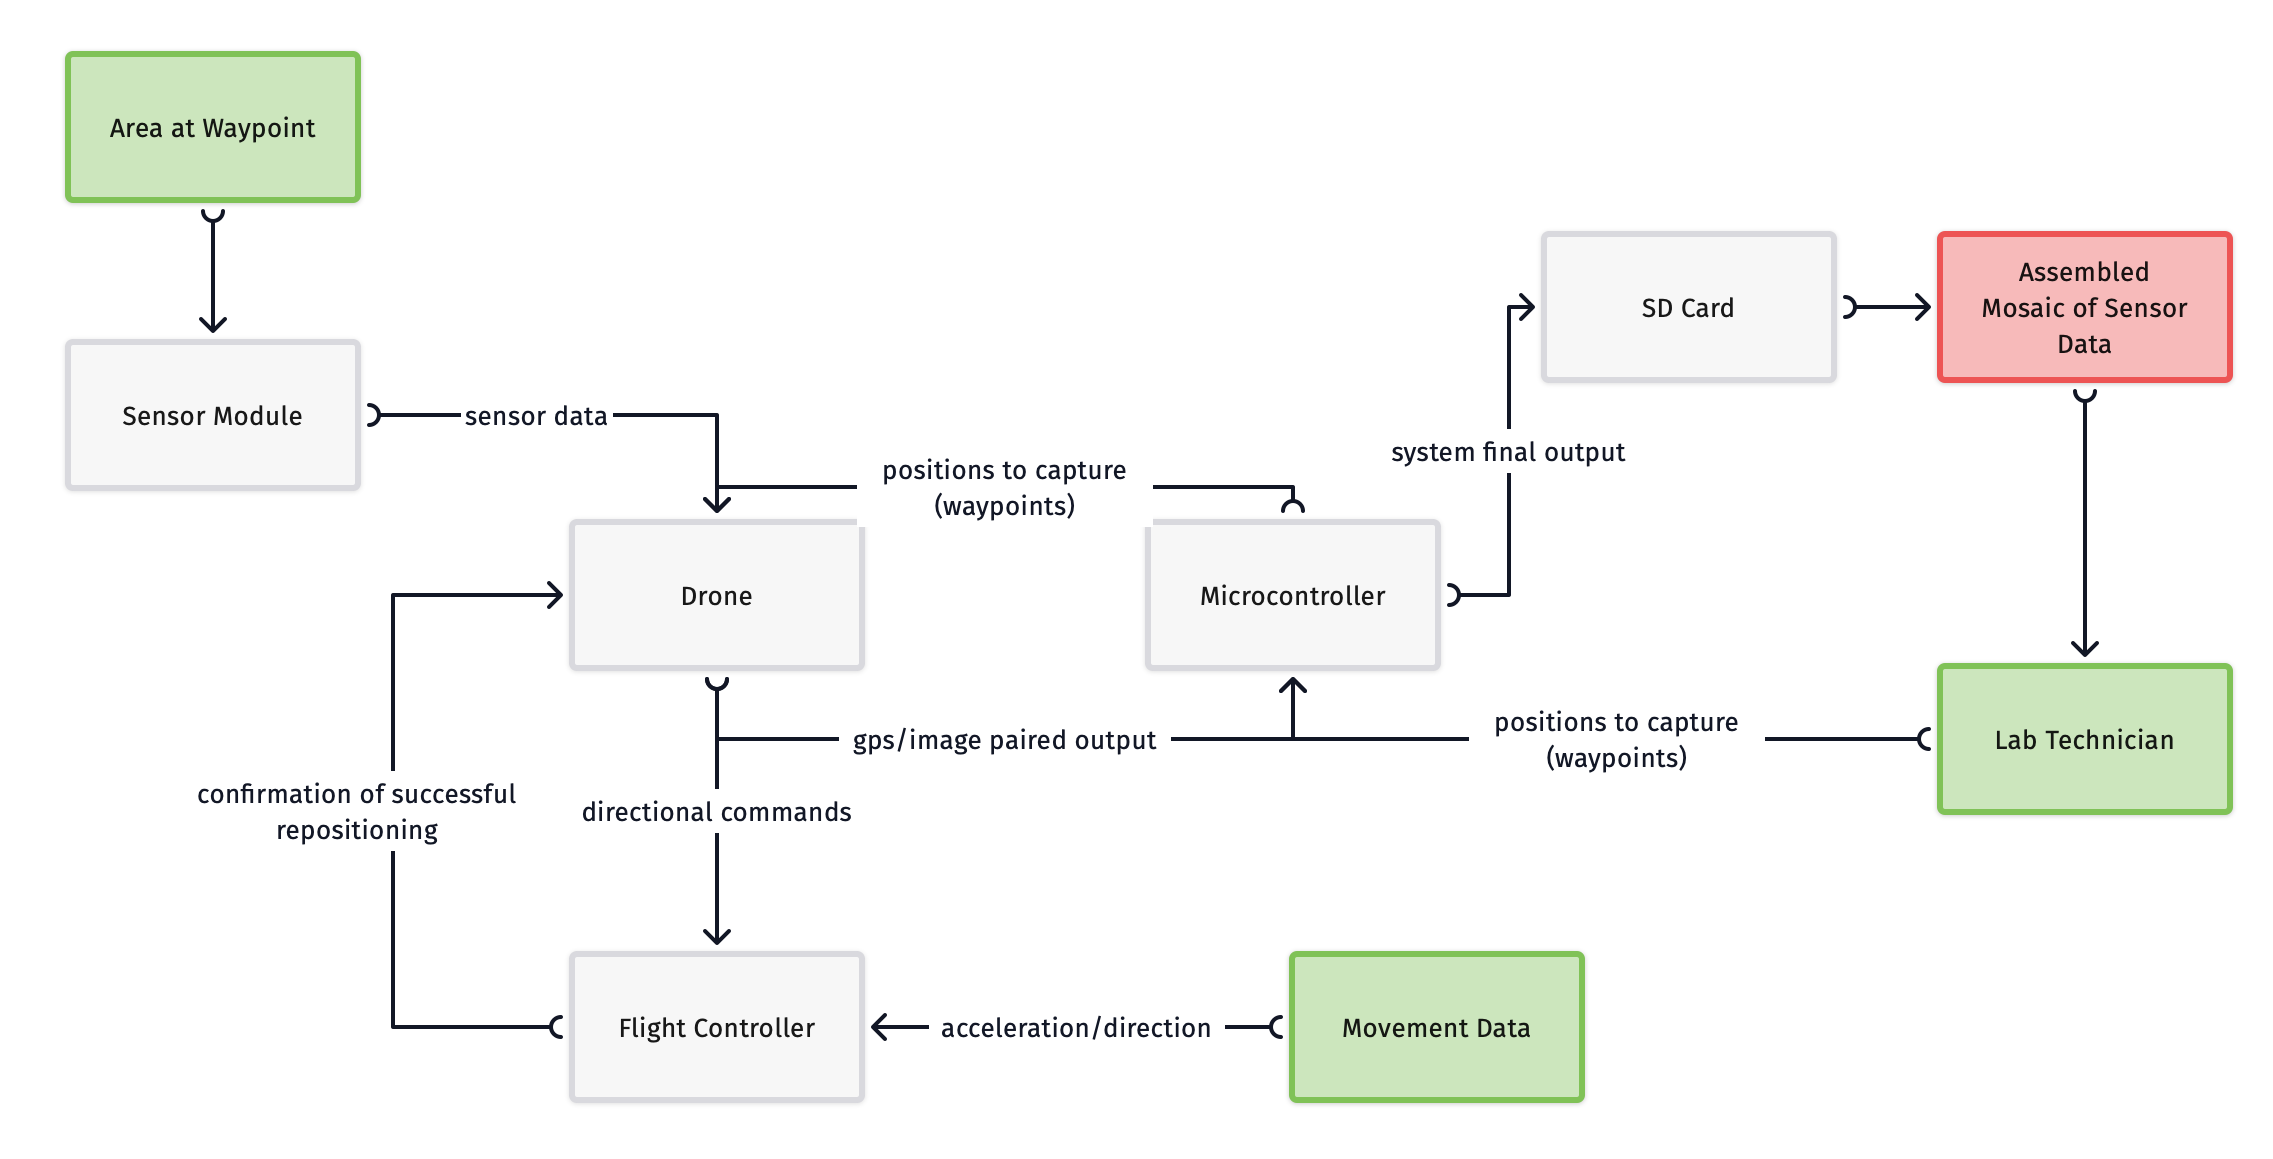 Area at Waypoint
Assembled
Mosaic of Sensor
Data
SD Card
Sensor Module
sensor data
system final output
positions to capture
(waypoints)
Drone
Microcontroller
positions to capture
(waypoints)
gps/image paired output
Lab Technician
confirmation of successful
repositioning
directional commands
Flight Controller
acceleration/direction
Movement Data